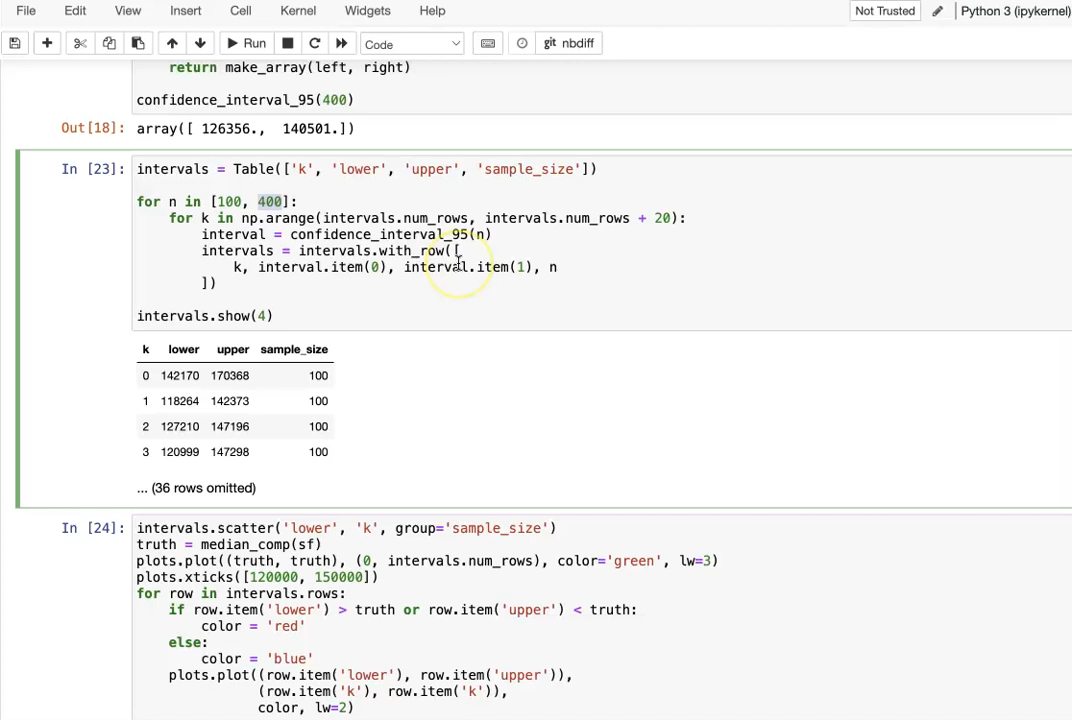 File Edit View Insert Cell Kernel Widgets Help Not Trusted Python 3 (ipykernel)
Run Code git nbdiff
return make_array(left, right)
confidence_interval_95(400)
Out[18]: array([ 126356., 140501.])
In [23]: intervals = Table(['k', 'lower', 'upper', 'sample_size'])
for n in [100, 400]:
for k in np.arange(intervals.num_rows, intervals.num_rows + 20):
interval = confidence_interval_95(n)
intervals = intervals.with_row([
k, interval.item(0), interval.item(1), n
])
intervals.show(4)
k lower upper sample_size
0 142170 170368 100
1 118264 142373 100
2 127210 147196 100
3 120999 147298 100
... (36 rows omitted)
In [24]: intervals.scatter('lower', 'k', group='sample_size')
truth = median_comp(sf)
plots.plot((truth, truth), (0, intervals.num_rows), color='green', lw=3)
plots.xticks([120000, 150000])
for row in intervals.rows:
if row.item('lower') > truth or row.item('upper') < truth:
color = 'red'
else:
color = 'blue'
plots.plot((row.item('lower'), row.item('upper')),
(row.item('k'), row.item('k')),
color, lw=2)